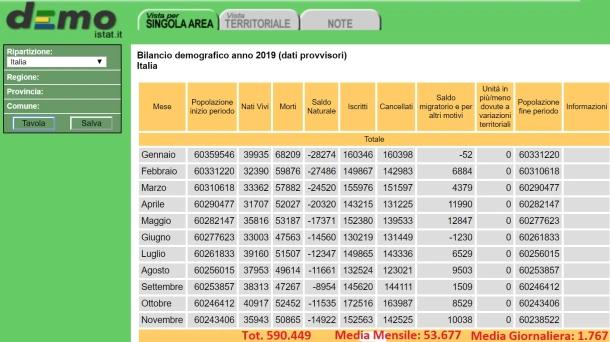 demo
istat.it
Vista per
SINGOLA AREA
Vista
TERRITORIALE
NOTE
Ripartizione:
Italia
Regione:
Provincia:
Comune:
Tavola Salva
Bilancio demografico anno 2019 (dati provvisori)
Italia
Mese Popolazione inizio periodo Nati Vivi Morti Saldo Naturale Iscritti Cancellati Saldo migratorio e per altri motivi Unità in più/meno dovute a variazioni territoriali Popolazione fine periodo Informazioni
Totale
Gennaio 60359546 39935 68209 -28274 160346 160398 -52 0 60331220
Febbraio 60331220 32390 59876 -27486 149867 142983 6884 0 60310618
Marzo 60310618 33362 57882 -24520 155976 151597 4379 0 60290477
Aprile 60290477 31707 52027 -20320 143215 131225 11990 0 60282147
Maggio 60282147 35816 53187 -17371 152380 139533 12847 0 60277623
Giugno 60277623 33003 47563 -14560 130219 131449 -1230 0 60261833
Luglio 60261833 39160 51507 -12347 149865 143336 6529 0 60256015
Agosto 60256015 37953 49614 -11661 132524 123021 9503 0 60253857
Settembre 60253857 38313 47267 -8954 145620 144111 1509 0 60246412
Ottobre 60246412 40917 52452 -11535 172516 163987 8529 0 60243406
Novembre 60243406 35943 50865 -14922 152563 142525 10038 0 60238522
Tot. 590.449 Media Mensile: 53.677 Media Giornaliera: 1.767